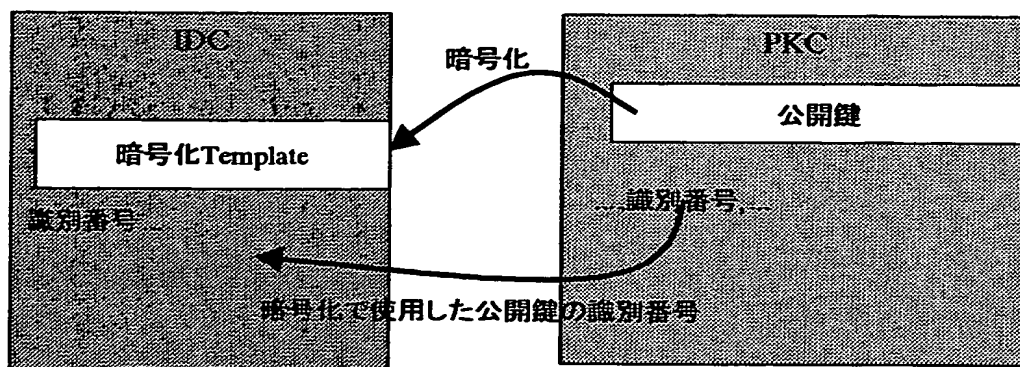 IDC
PKC
暗号化
公開鍵
暗号化Template
識別番号...
....識別番号,...
暗号化で使用した公開鍵の識別番号